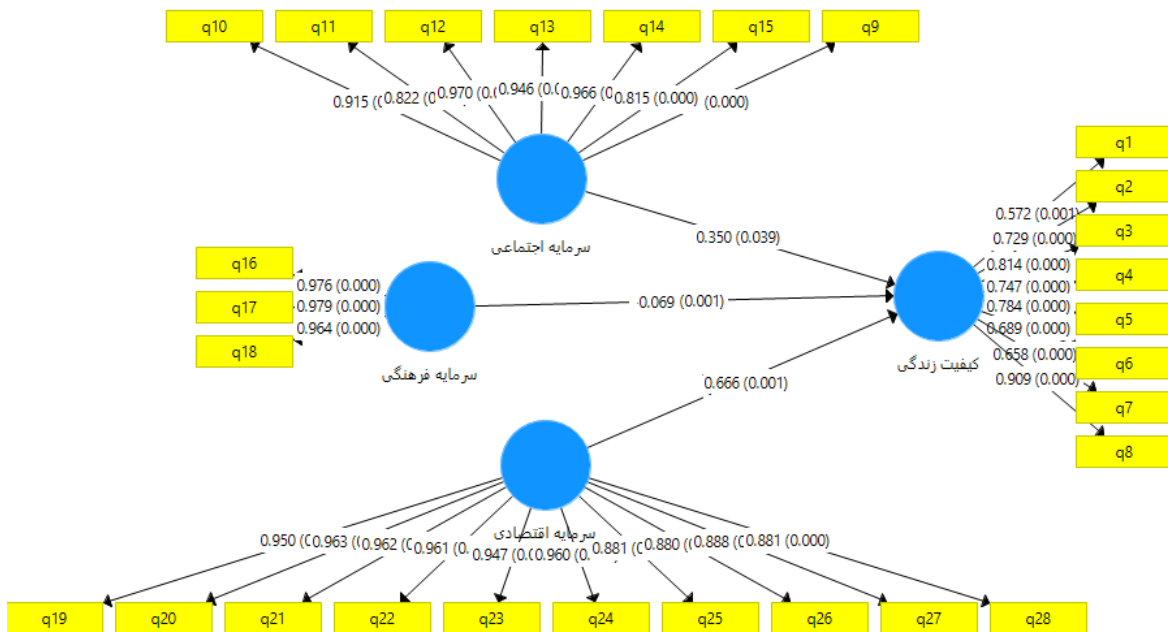 q10
q11
q12
q13
q14
q15
q9
0.915
0.822
0.970
0.946
0.966
0.815 (0.000)
(0.000)
سرمایه اجتماعی
q1
q2
q3
q4
q5
q6
q7
q8
0.572 (0.001)
0.729 (0.000)
0.814 (0.000)
0.747 (0.000)
0.784 (0.000)
0.689 (0.000)
0.658 (0.000)
0.909 (0.000)
0.350 (0.039)
q16
q17
q18
0.976 (0.000)
0.979 (0.000)
0.964 (0.000)
0.069 (0.001)
سرمایه فرهنگی
کیفیت زندگی
0.666 (0.001)
سرمایه اقتصادی
0.950
0.963
0.962
0.961
0.947
0.960
0.881
0.880
0.888
0.881 (0.000)
q19
q20
q21
q22
q23
q24
q25
q26
q27
q28